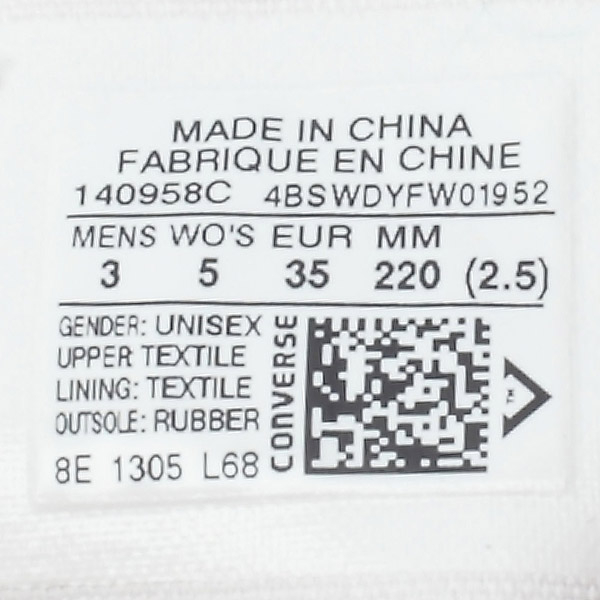 MADE IN CHINA
FABRIQUE EN CHINE
140958C 4BSWDYFW01952
MENS WO'S EUR MM
3 5 35 220 (2.5)
GENDER: UNISEX
UPPER TEXTILE
LINING: TEXTILE
OUTSOLE: RUBBER
8E 1305 L68
CONVERSE